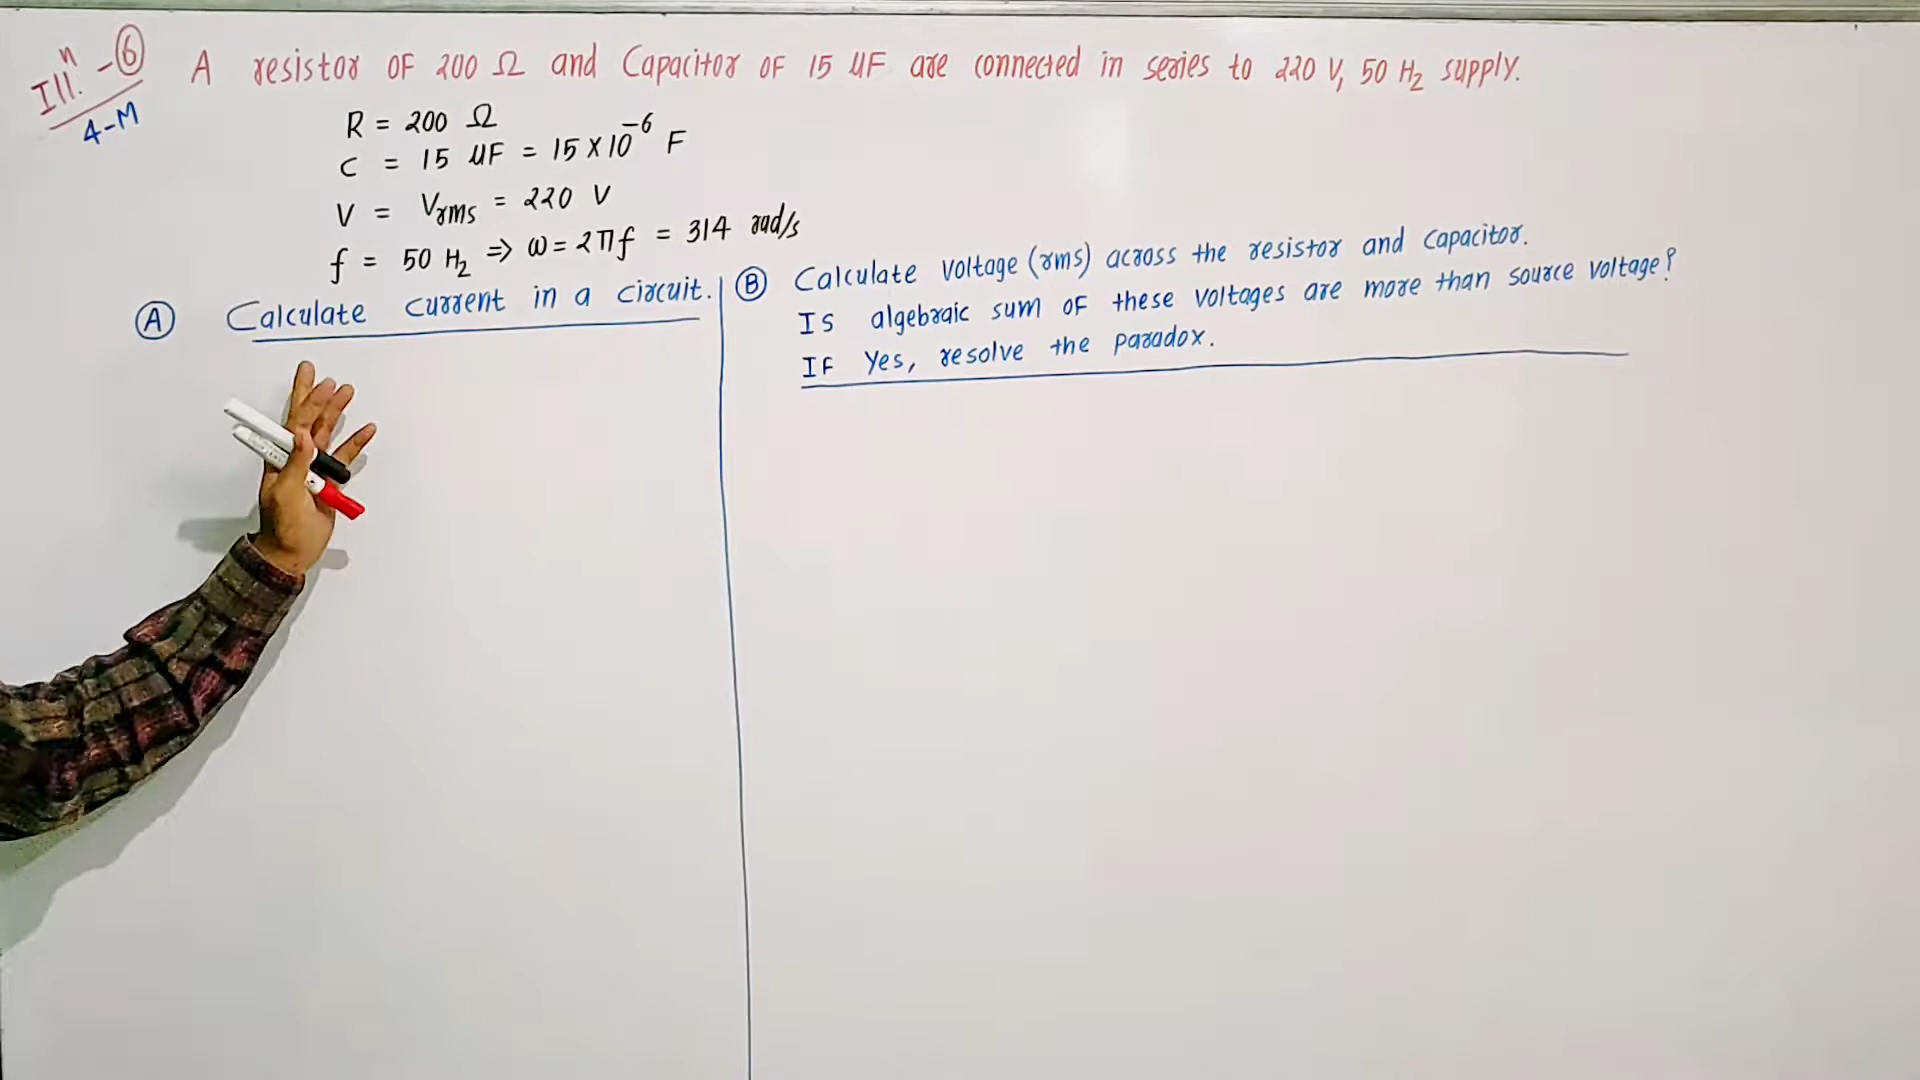 Illⁿ. - ⑥ A resistor OF 200 Ω and Capacitor OF 15 μF are connected in series to 220 V, 50 Hz supply.
4-M
R = 200 Ω
C = 15 μF = 15 × 10⁻⁶ F
V = Vrms = 220 V
f = 50 Hz ⇒ ω = 2πf = 314 rad/s
Ⓐ Calculate current in a circuit.
Ⓑ Calculate voltage (rms) across the resistor and capacitor.
Is algebraic sum OF these voltages are more than source voltage?
IF Yes, resolve the paradox.